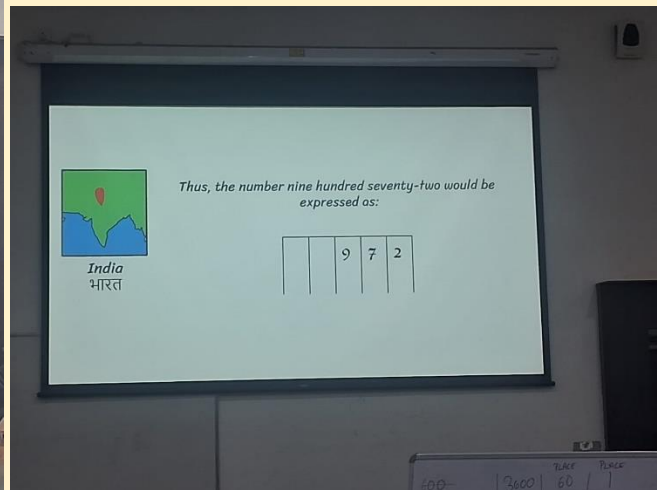 Thus, the number nine hundred seventy-two would be
expressed as:
9 7 2
India
भारत
PLACE PLACE
3600 60 1